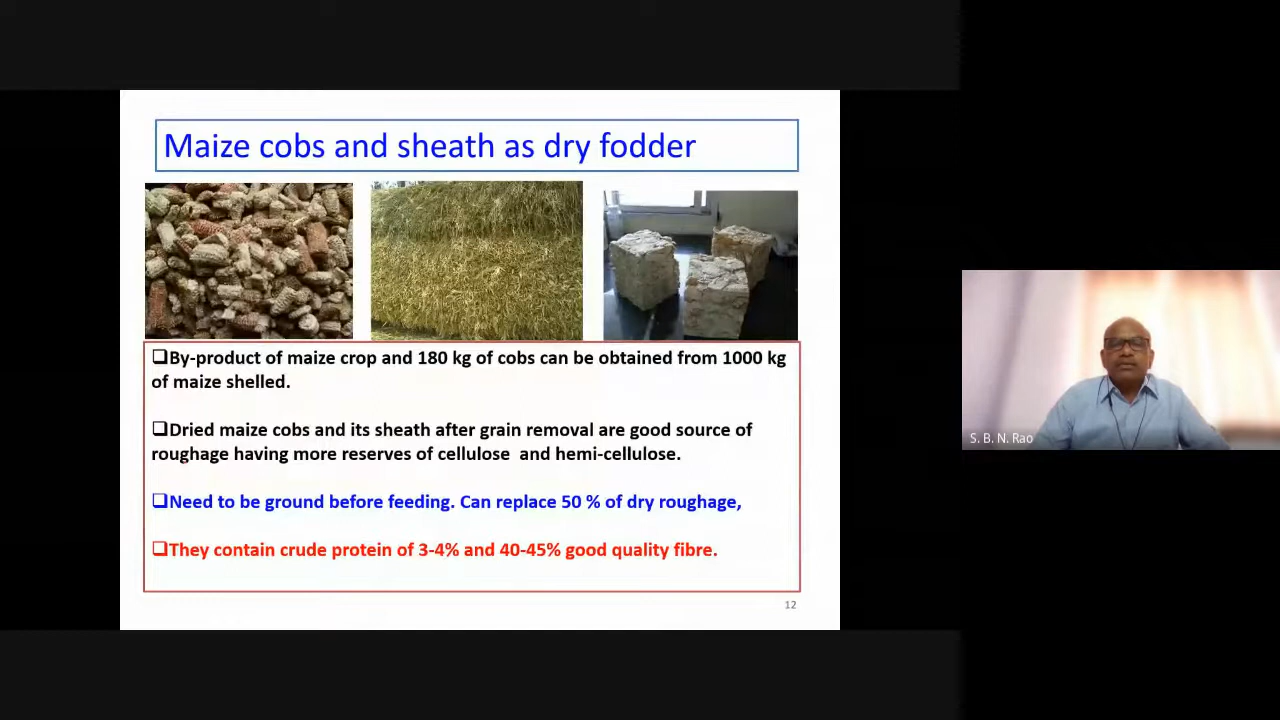 Maize cobs and sheath as dry fodder
❑By-product of maize crop and 180 kg of cobs can be obtained from 1000 kg
of maize shelled.
❑Dried maize cobs and its sheath after grain removal are good source of
roughage having more reserves of cellulose and hemi-cellulose.
❑Need to be ground before feeding. Can replace 50 % of dry roughage,
❑They contain crude protein of 3-4% and 40-45% good quality fibre.
12
S. B. N. Rao